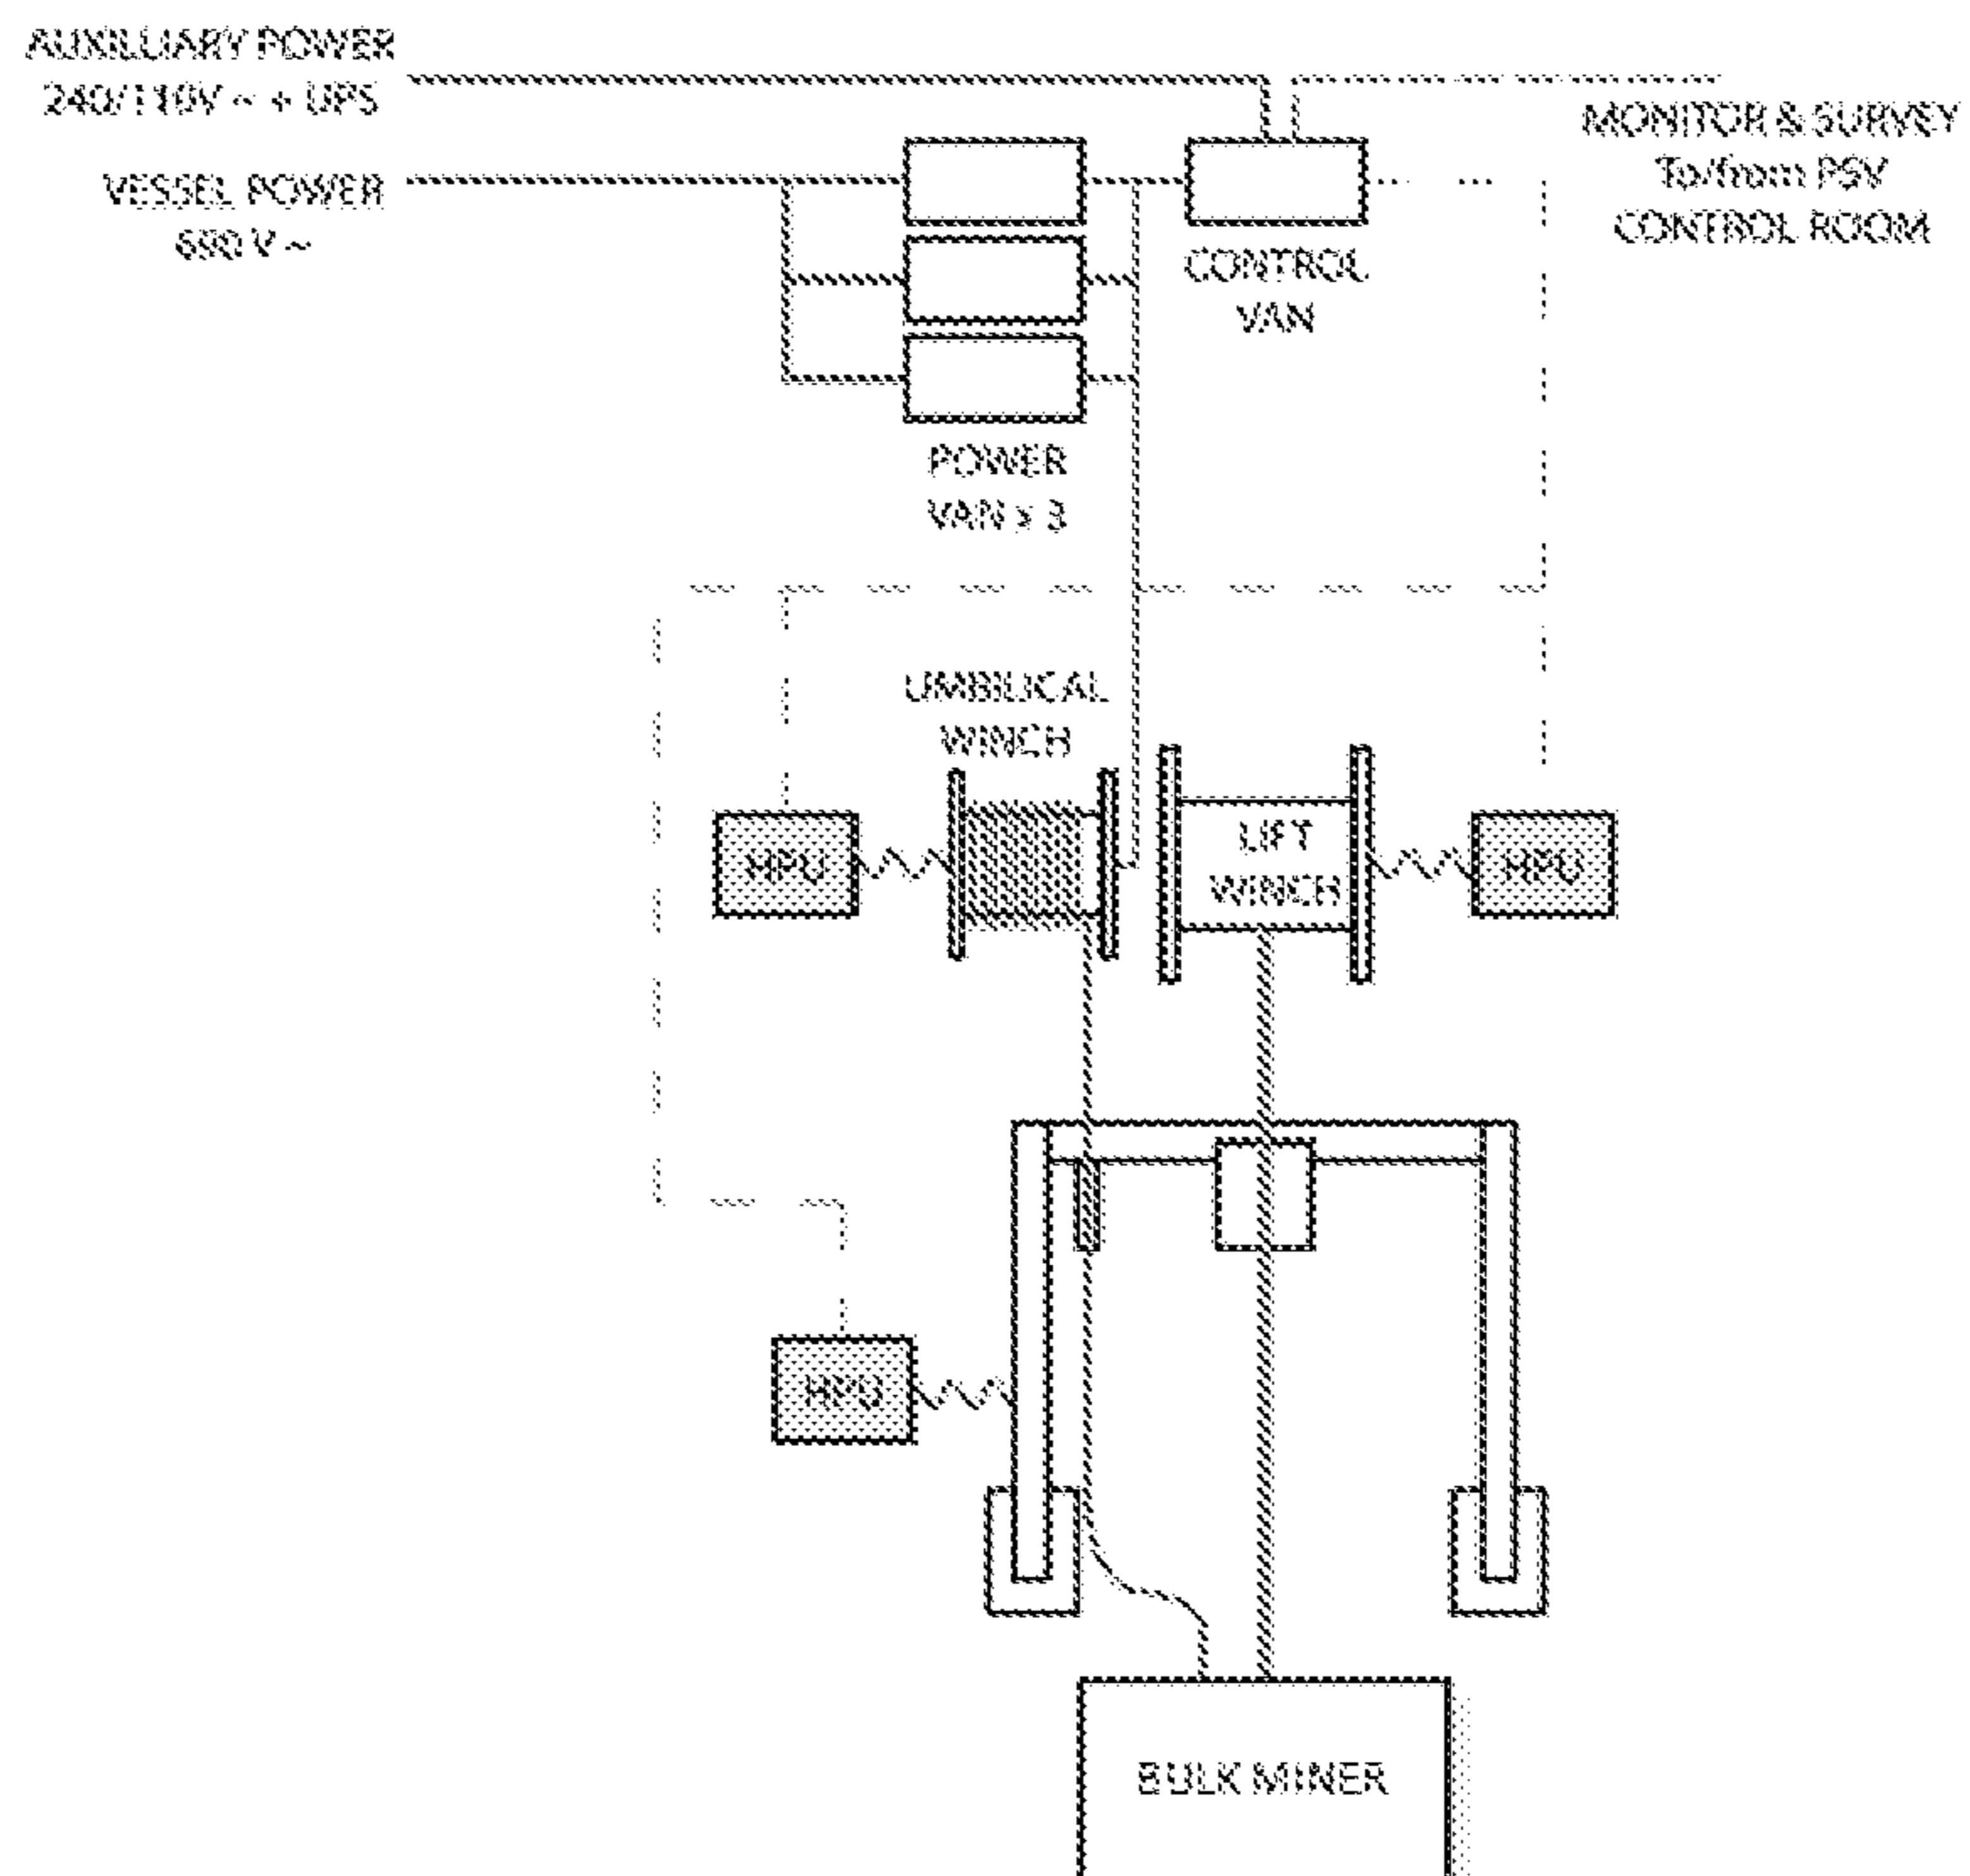 AUXILLIARY POWER
240/110V ~ + UPS
VESSEL POWER
690 V ~
MONITOR & SURVEY
To/from PSV
CONTROL ROOM
CONTROL
VAN
POWER
VAN x 3
UMBILICAL
WINCH
HPU
LIFT
WINCH
HPU
HPU
BULK MINER